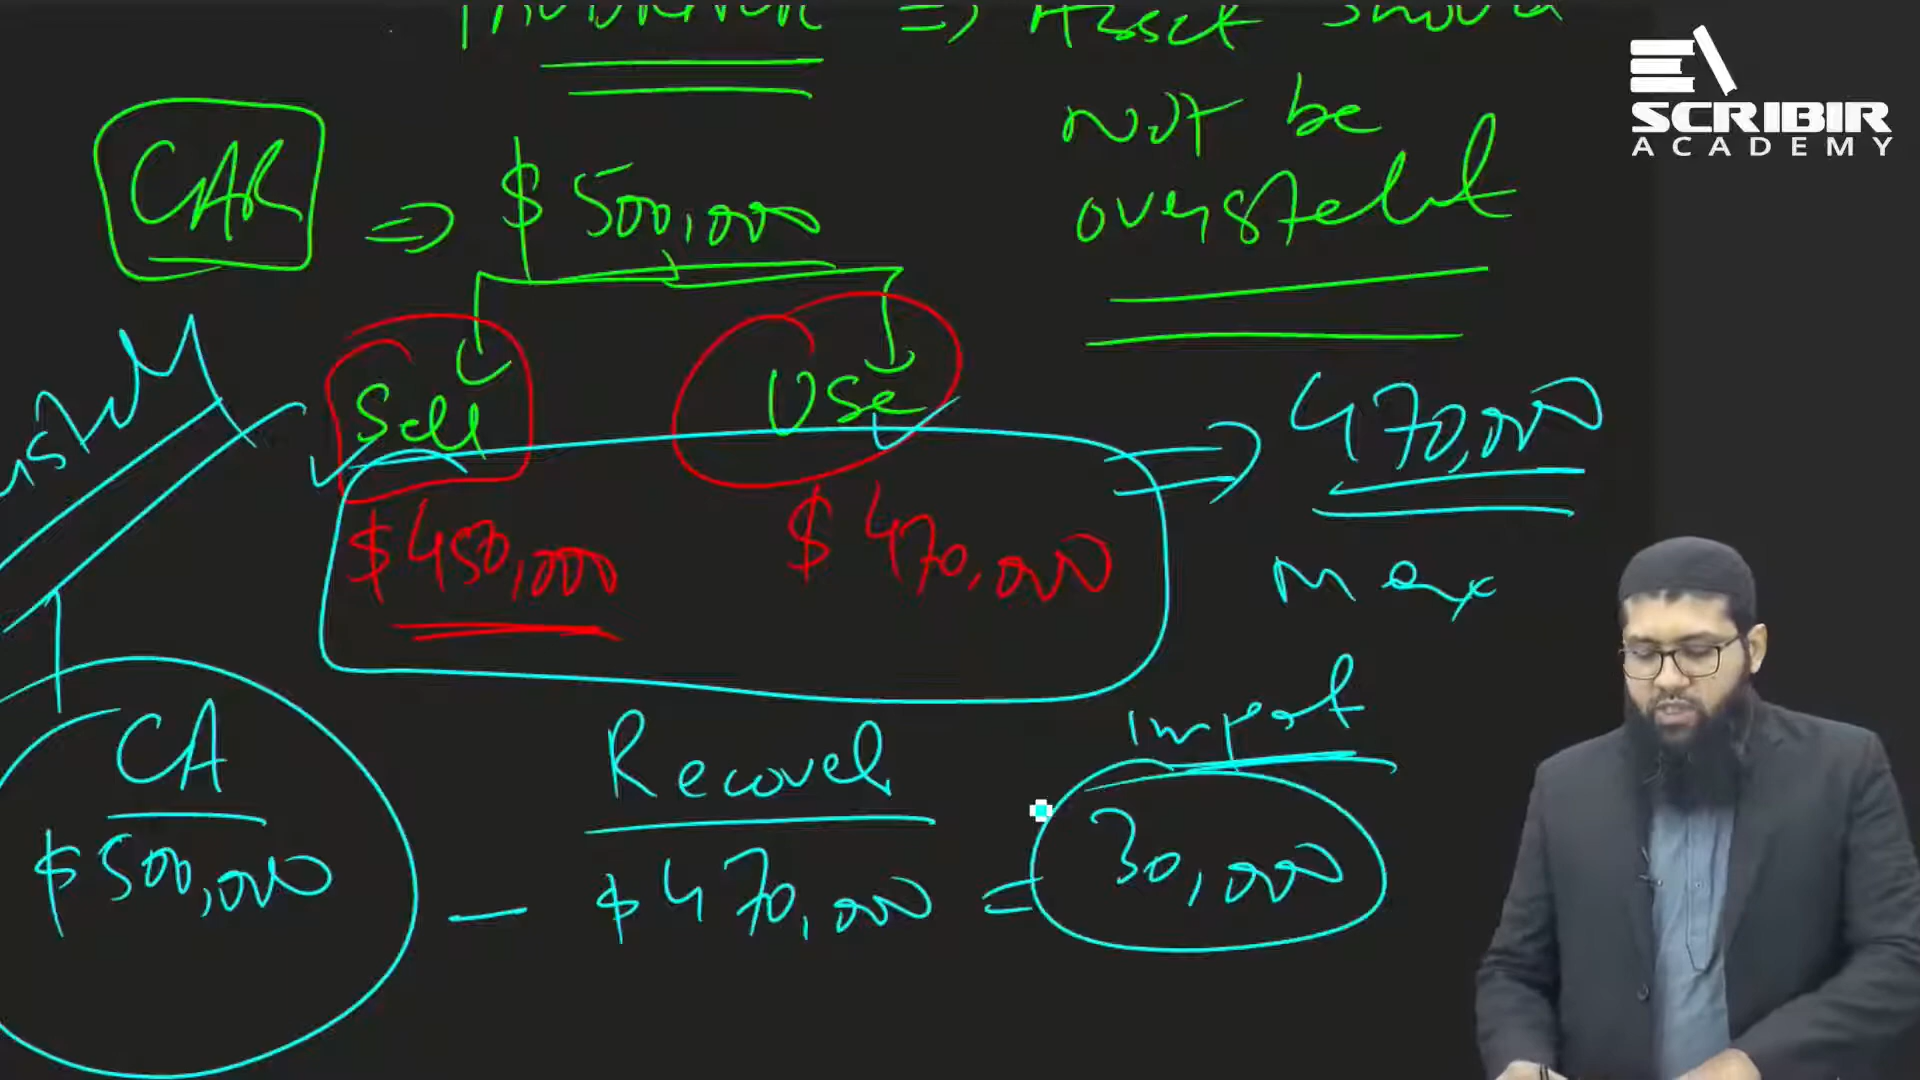 => Asset should
not be
overstated
SCRIBIR
ACADEMY
CAR => $ 500,000
Sell Use
$ 450,000 $ 470,000 => 470,000
max
CA Recovel Impart
$ 500,000 - $ 470,000 = 30,000